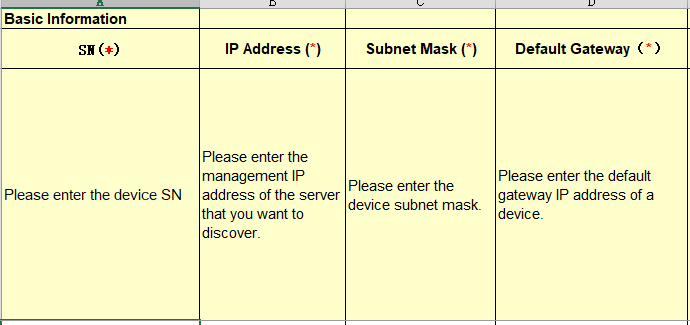 A B C D
Basic Information
SN(*) IP Address (*) Subnet Mask (*) Default Gateway（*）
Please enter the device SN
Please enter the
management IP
address of the server
that you want to
discover.
Please enter the
device subnet mask.
Please enter the default
gateway IP address of a
device.